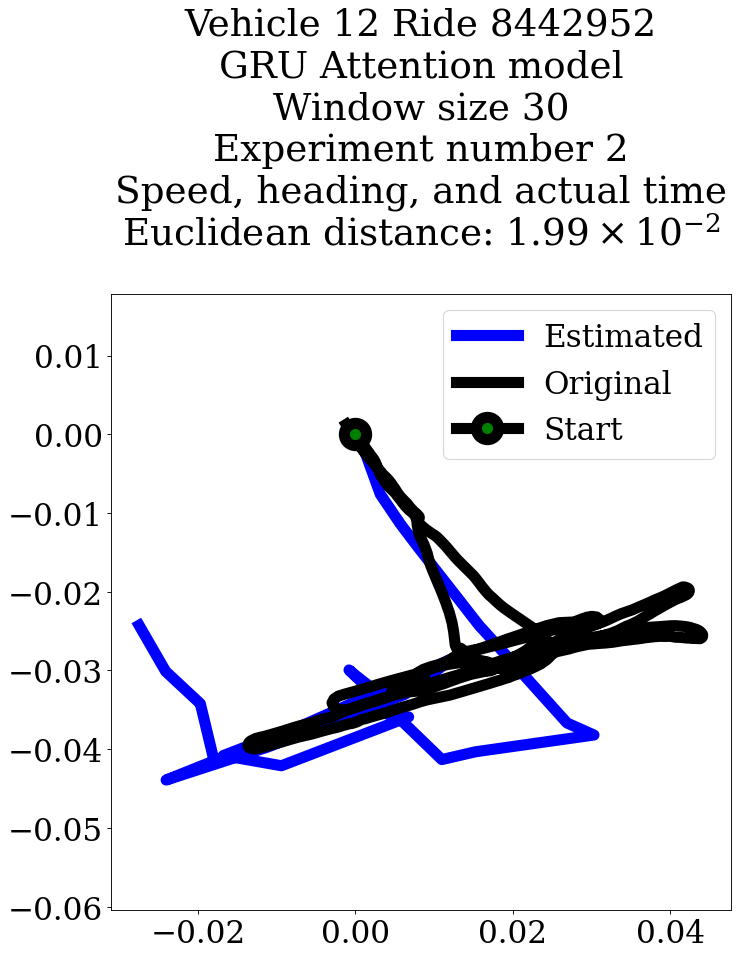 Vehicle 12 Ride 8442952
GRU Attention model
Window size 30
Experiment number 2
Speed, heading, and actual time
Euclidean distance: 1.99 × 10⁻²
Estimated
Original
Start
0.01
0.00
−0.01
−0.02
−0.03
−0.04
−0.05
−0.06
−0.02 0.00 0.02 0.04